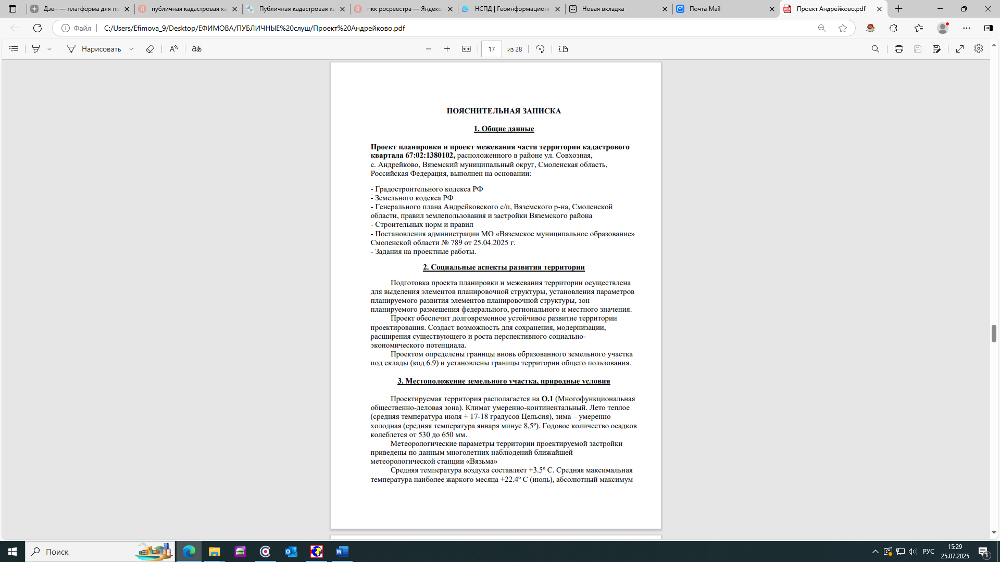 Дзен — платформа для пр
публичная кадастровая ка
Публичная кадастровая ка
пкк росреестра — Яндекс:
НСПД | Геоинформационн
Новая вкладка
Почта Mail
Проект Андрейково.pdf
Файл
C:/Users/Efimova_9/Desktop/ЕФИМОВА/ПУБЛИЧНЫЕ%20слуш/Проект%20Андрейково.pdf
Нарисовать
17 из 28
ПОЯСНИТЕЛЬНАЯ ЗАПИСКА
1. Общие данные
Проект планировки и проект межевания части территории кадастрового
квартала 67:02:1380102, расположенного в районе ул. Совхозная,
с. Андрейково, Вяземский муниципальный округ, Смоленская область,
Российская Федерация, выполнен на основании:
- Градостроительного кодекса РФ
- Земельного кодекса РФ
- Генерального плана Андрейковского с/п, Вяземского р-на, Смоленской
области, правил землепользования и застройки Вяземского района
- Строительных норм и правил
- Постановления администрации МО «Вяземское муниципальное образование»
Смоленской области № 789 от 25.04.2025 г.
- Задания на проектные работы.
2. Социальные аспекты развития территории
Подготовка проекта планировки и межевания территории осуществлена
для выделения элементов планировочной структуры, установления параметров
планируемого развития элементов планировочной структуры, зон
планируемого размещения федерального, регионального и местного значения.
Проект обеспечит долговременное устойчивое развитие территории
проектирования. Создаст возможность для сохранения, модернизации,
расширения существующего и роста перспективного социально-
экономического потенциала.
Проектом определены границы вновь образованного земельного участка
под склады (код 6.9) и установлены границы территории общего пользования.
3. Местоположение земельного участка, природные условия
Проектируемая территория располагается на О.1 (Многофункциональная
общественно-деловая зона). Климат умеренно-континентальный. Лето теплое
(средняя температура июля + 17-18 градусов Цельсия), зима – умеренно
холодная (средняя температура января минус 8,5º). Годовое количество осадков
колеблется от 530 до 650 мм.
Метеорологические параметры территории проектируемой застройки
приведены по данным многолетних наблюдений ближайшей
метеорологической станции «Вязьма»
Средняя температура воздуха составляет +3.5º С. Средняя максимальная
температура наиболее жаркого месяца +22.4º С (июль), абсолютный максимум
Поиск
РУС
15:29
25.07.2025
1